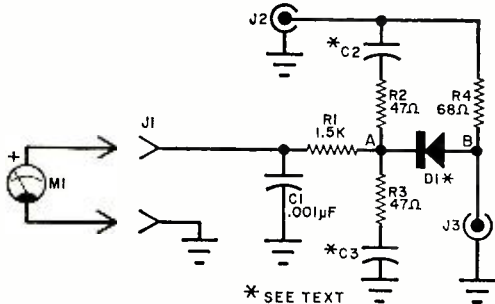 J2
*C2
R2
47Ω
R4
68Ω
J1
R1
1.5K
A
B
+
M1
D1*
C1
.001µF
R3
47Ω
J3
*C3
* SEE TEXT